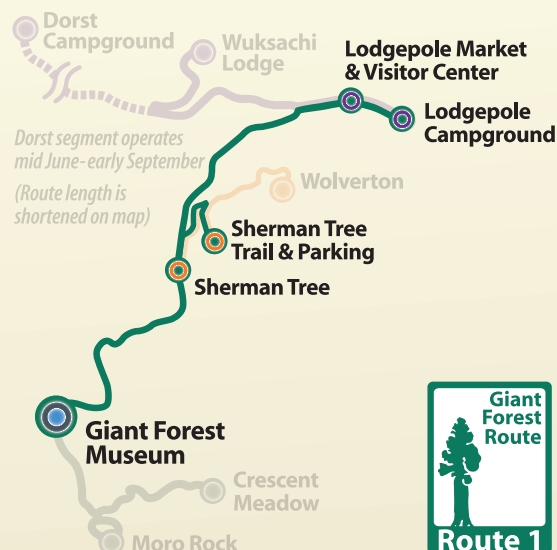 Dorst
Campground
Wuksachi
Lodge
Lodgepole Market
& Visitor Center
Lodgepole
Campground
Dorst segment operates
mid June-early September
(Route length is
shortened on map)
Wolverton
Sherman Tree
Trail & Parking
Sherman Tree
Giant Forest
Museum
Crescent
Meadow
Moro Rock
Giant
Forest
Route
Route 1